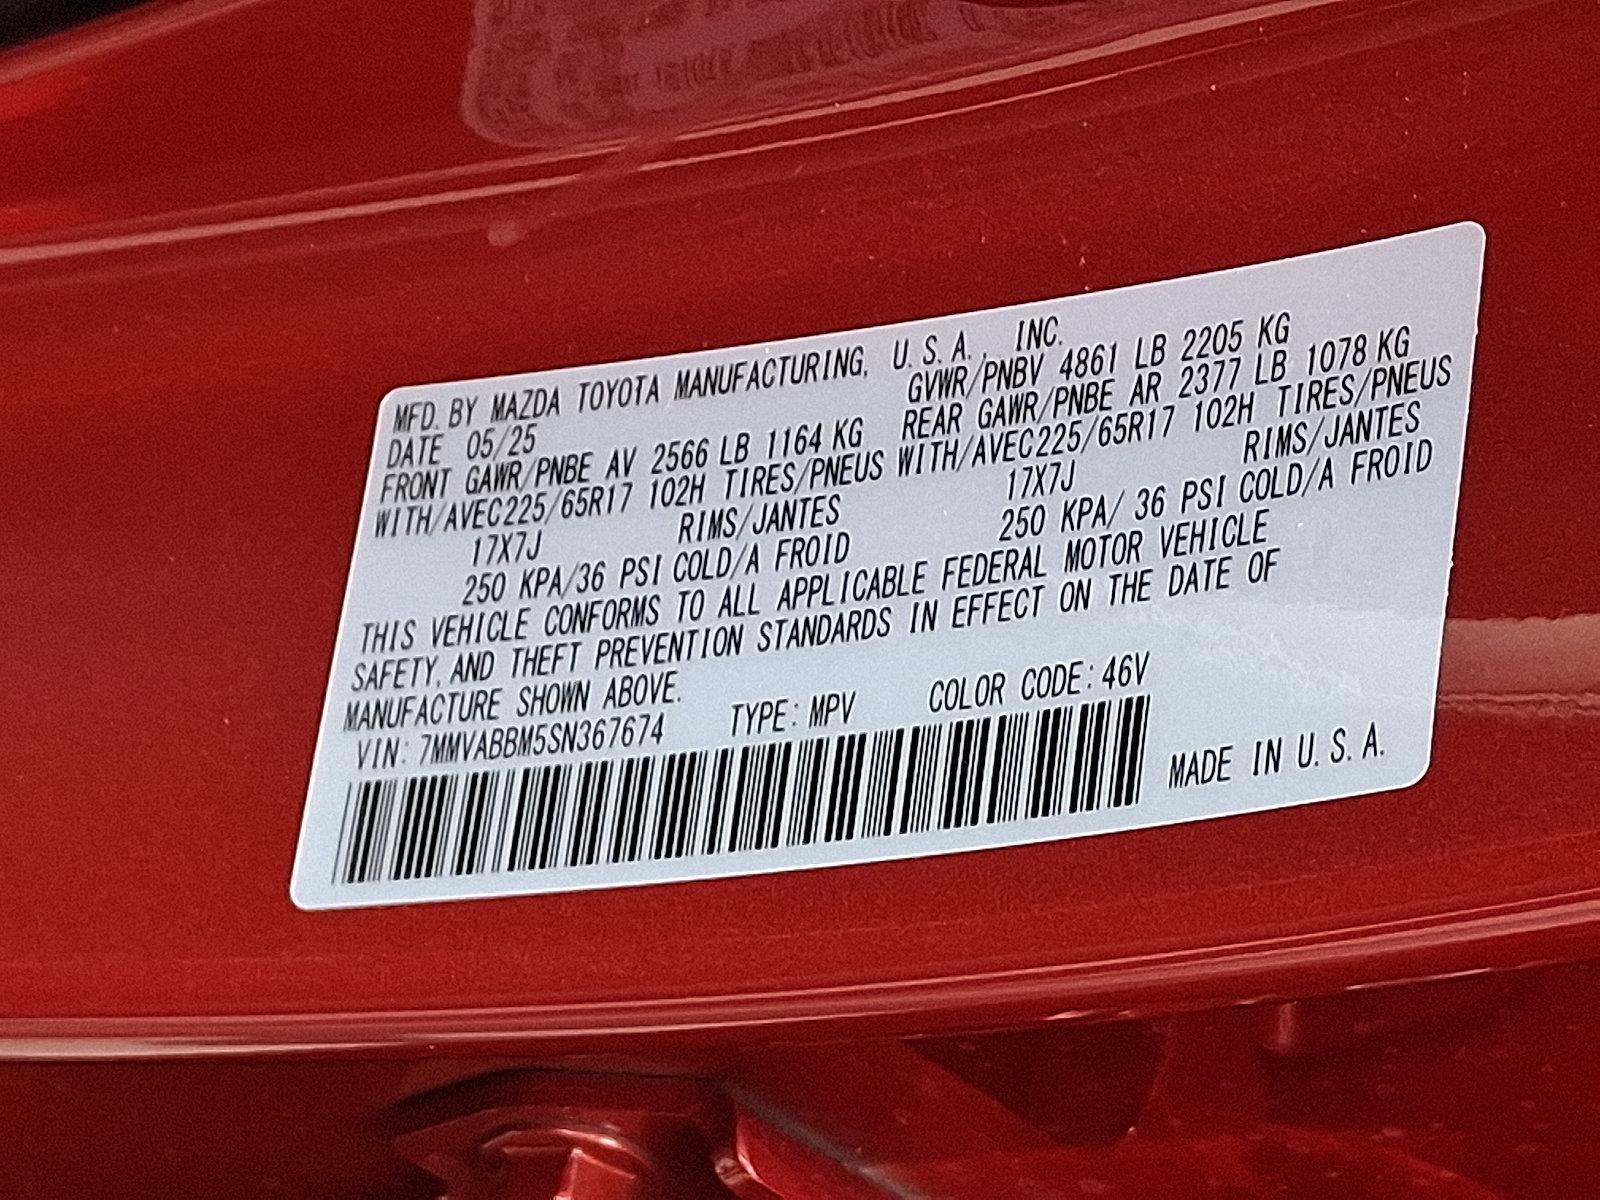 MFD. BY MAZDA TOYOTA MANUFACTURING, U.S.A., INC.
DATE 05/25 GVWR/PNBV 4861 LB 2205 KG
FRONT GAWR/PNBE AV 2566 LB 1164 KG REAR GAWR/PNBE AR 2377 LB 1078 KG
WITH/AVEC225/65R17 102H TIRES/PNEUS WITH/AVEC225/65R17 102H TIRES/PNEUS
17X7J RIMS/JANTES 17X7J RIMS/JANTES
250 KPA/36 PSI COLD/A FROID 250 KPA/ 36 PSI COLD/A FROID
THIS VEHICLE CONFORMS TO ALL APPLICABLE FEDERAL MOTOR VEHICLE
SAFETY, AND THEFT PREVENTION STANDARDS IN EFFECT ON THE DATE OF
MANUFACTURE SHOWN ABOVE.
VIN: 7MMVABBM5SN367674 TYPE: MPV COLOR CODE: 46V
MADE IN U.S.A.